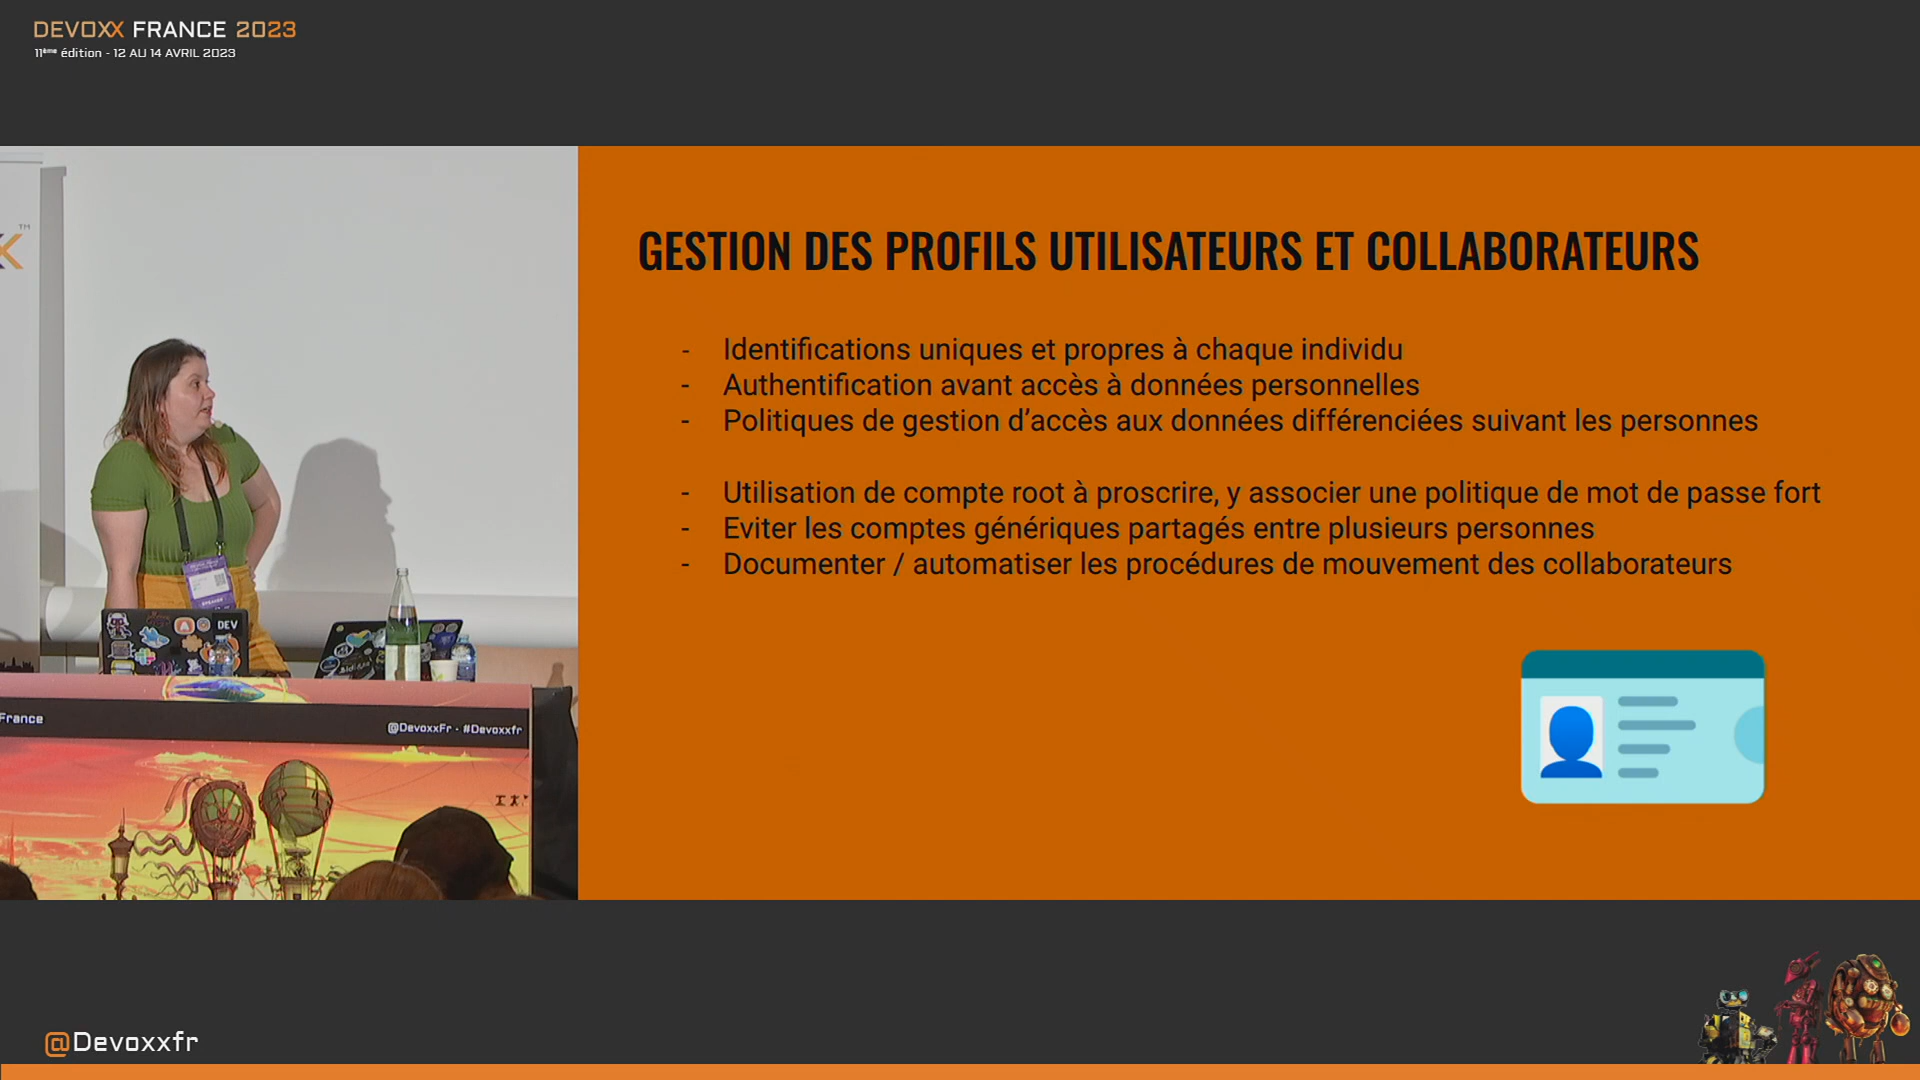 DEVOXX FRANCE 2023
11ème édition - 12 AU 14 AVRIL 2023
GESTION DES PROFILS UTILISATEURS ET COLLABORATEURS
- Identifications uniques et propres à chaque individu
- Authentification avant accès à données personnelles
- Politiques de gestion d’accès aux données différenciées suivant les personnes
- Utilisation de compte root à proscrire, y associer une politique de mot de passe fort
- Eviter les comptes génériques partagés entre plusieurs personnes
- Documenter / automatiser les procédures de mouvement des collaborateurs
X™
SPEAKER
DEV
France
@DevoxxFr - #Devoxxfr
@Devoxxfr